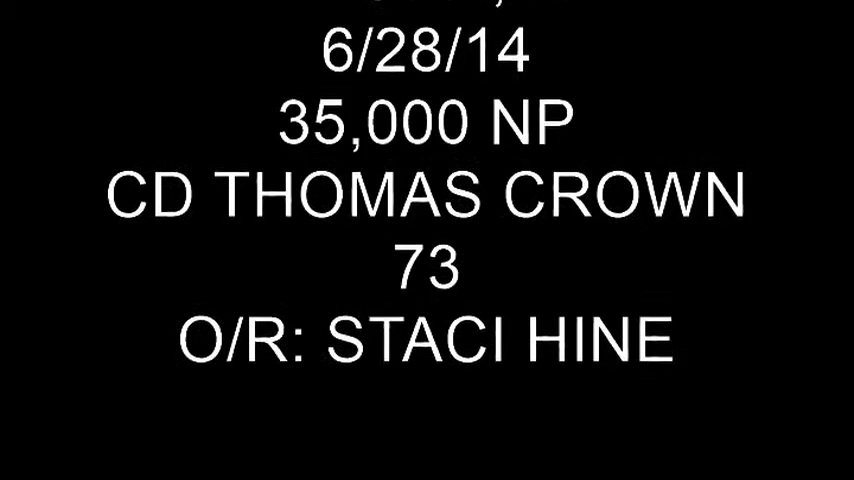 6/28/14
35,000 NP
CD THOMAS CROWN
73
O/R: STACI HINE